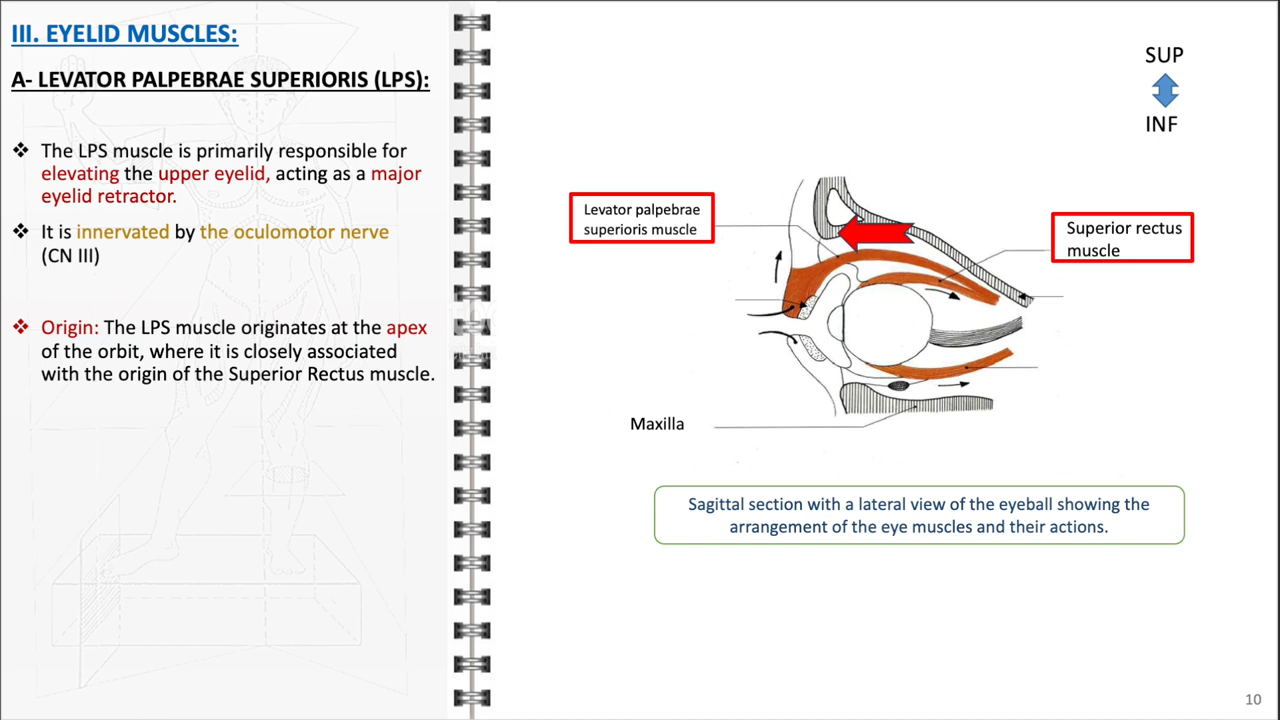 III. EYELID MUSCLES:
A- LEVATOR PALPEBRAE SUPERIORIS (LPS):
❖ The LPS muscle is primarily responsible for
elevating the upper eyelid, acting as a major
eyelid retractor.
❖ It is innervated by the oculomotor nerve
(CN III)
❖ Origin: The LPS muscle originates at the apex
of the orbit, where it is closely associated
with the origin of the Superior Rectus muscle.
SUP
INF
Levator palpebrae
superioris muscle
Superior rectus
muscle
Maxilla
Sagittal section with a lateral view of the eyeball showing the
arrangement of the eye muscles and their actions.
10